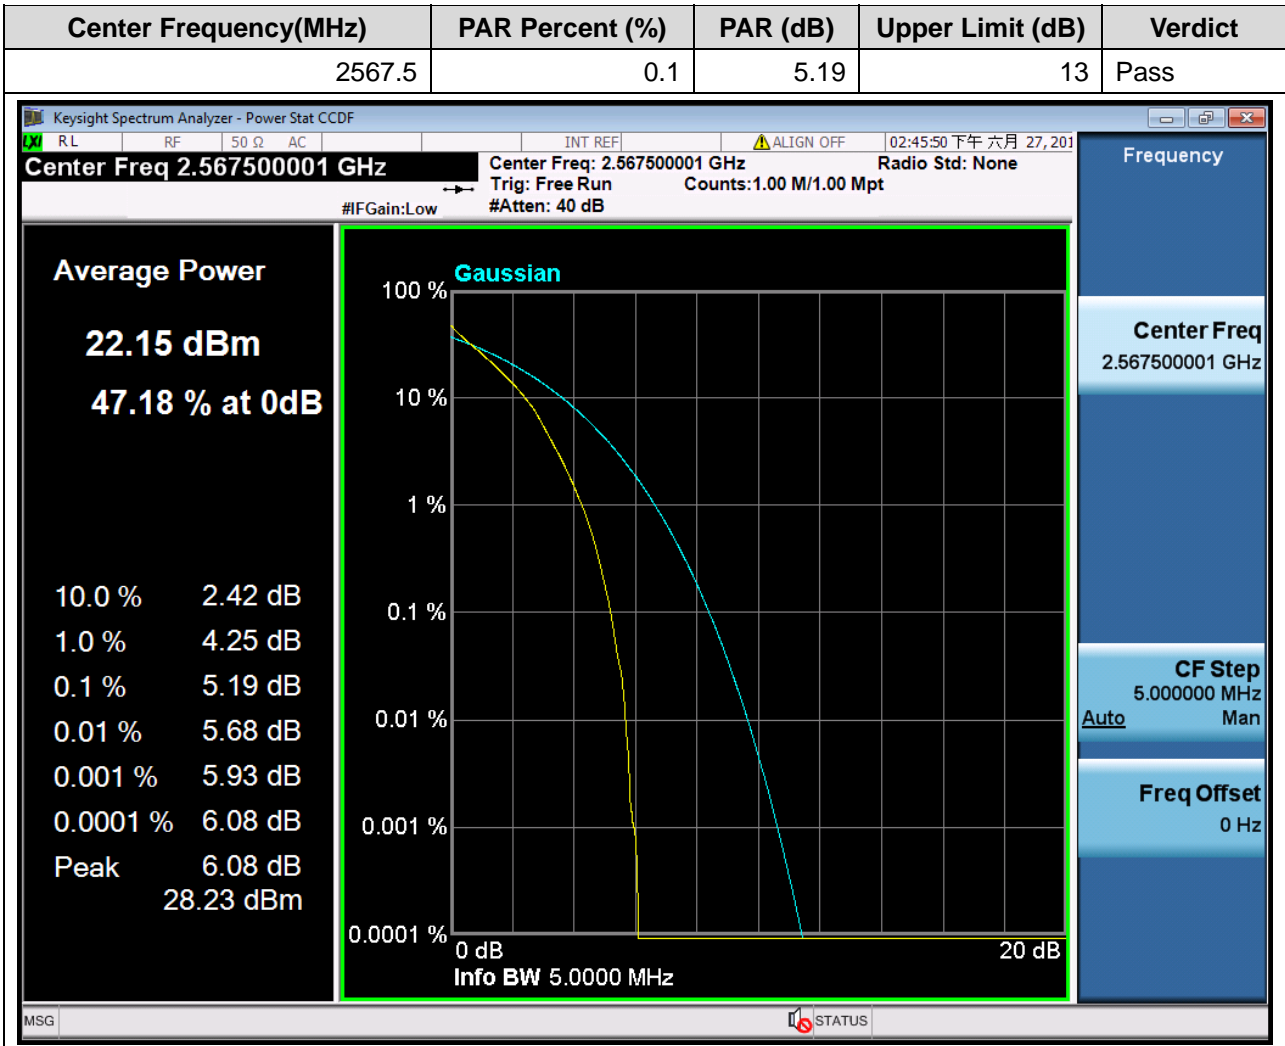 Center Frequency(MHz) PAR Percent (%) PAR (dB) Upper Limit (dB) Verdict
2567.5 0.1 5.19 13 Pass
Keysight Spectrum Analyzer - Power Stat CCDF
LXI RL RF 50 Ω AC INT REF ALIGN OFF 02:45:50 下午 六月 27, 201
Center Freq 2.567500001 GHz
Center Freq: 2.567500001 GHz Radio Std: None
Trig: Free Run Counts:1.00 M/1.00 Mpt
#IFGain:Low #Atten: 40 dB
Average Power
22.15 dBm
47.18 % at 0dB
10.0 % 2.42 dB
1.0 % 4.25 dB
0.1 % 5.19 dB
0.01 % 5.68 dB
0.001 % 5.93 dB
0.0001 % 6.08 dB
Peak 6.08 dB
28.23 dBm
Gaussian
100 %
10 %
1 %
0.1 %
0.01 %
0.001 %
0.0001 %
0 dB 20 dB
Info BW 5.0000 MHz
Frequency
Center Freq
2.567500001 GHz
CF Step
5.000000 MHz
Auto Man
Freq Offset
0 Hz
MSG STATUS